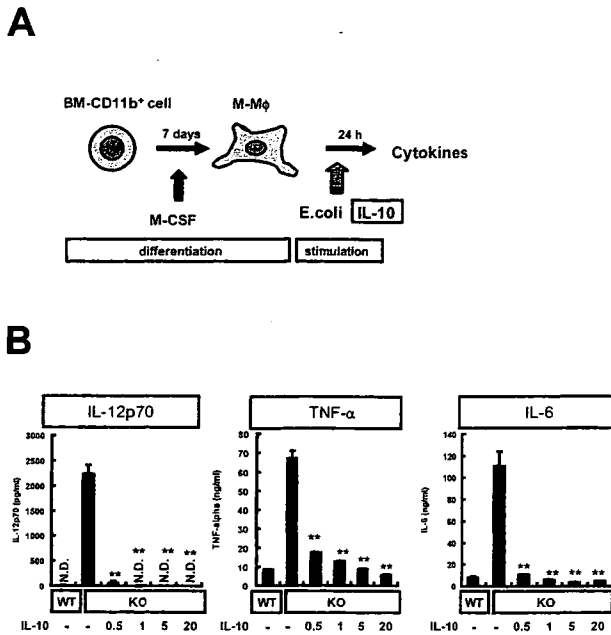 A
BM-CD11b+ cell
M-Mϕ
7 days
24 h
Cytokines
M-CSF
E.coli IL-10
differentiation
stimulation
B
IL-12p70
TNF-α
IL-6
IL-12p70 (pg/ml)
3000
2500
2000
1500
1000
500
0
N.D.
**
** N.D.
** N.D.
** N.D.
TNF-alpha (ng/ml)
80
70
60
50
40
30
20
10
0
**
**
**
**
IL-6 (ng/ml)
140
120
100
80
60
40
20
0
**
**
**
**
WT KO
WT KO
WT KO
IL-10 - - 0.5 1 5 20
IL-10 - - 0.5 1 5 20
IL-10 - - 0.5 1 5 20